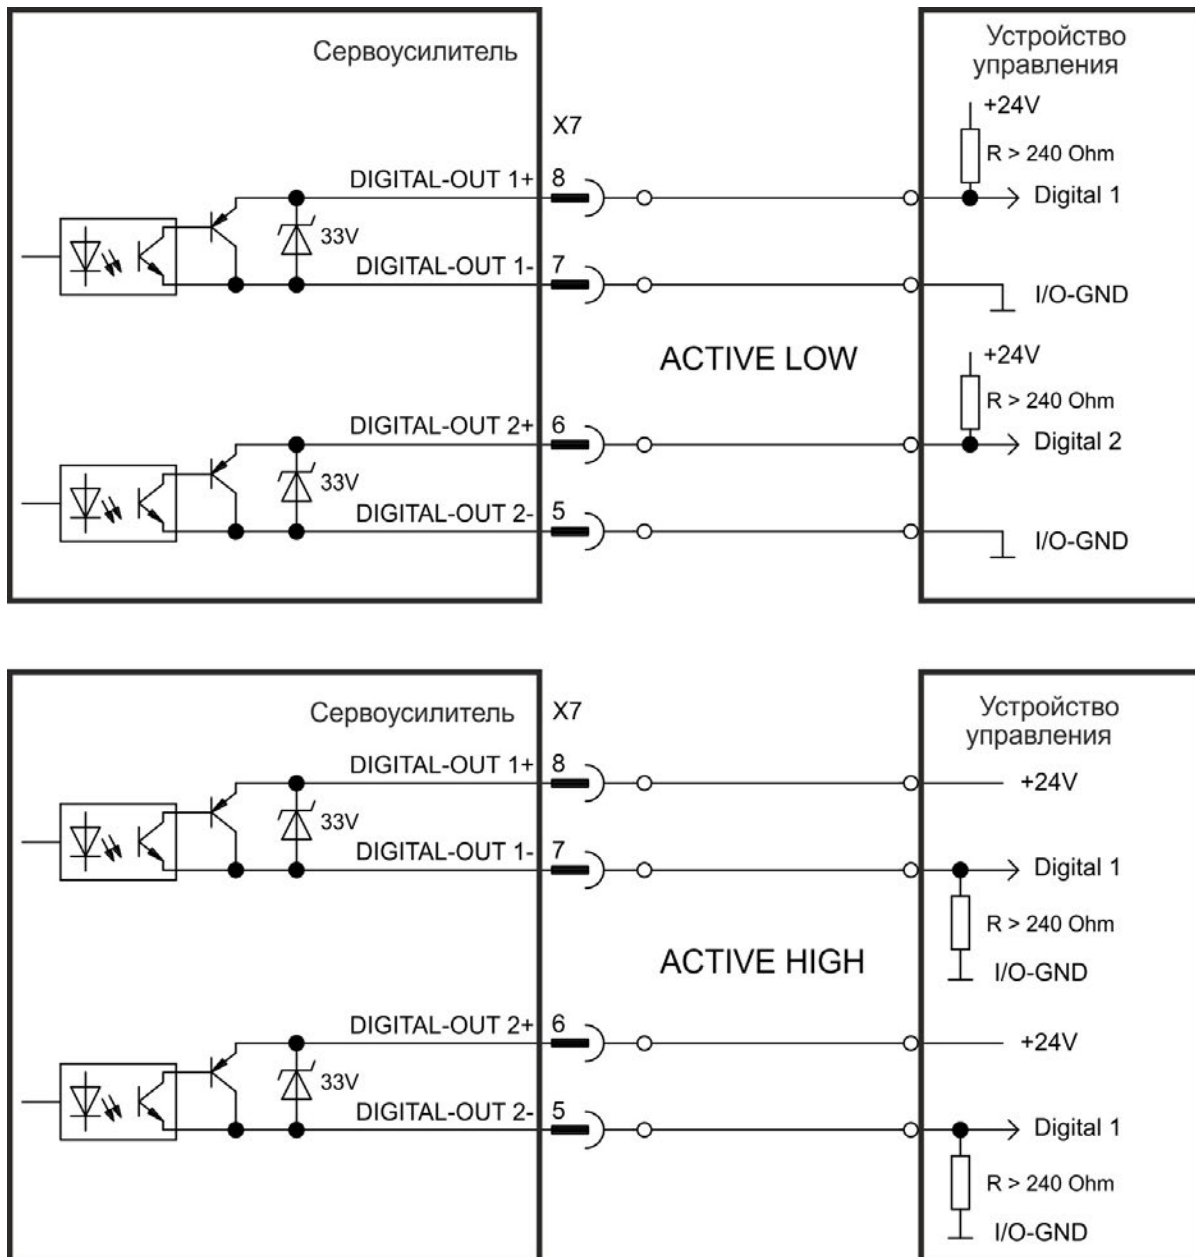 Сервоусилитель
Устройство
управления
+24V
X7
R > 240 Ohm
DIGITAL-OUT 1+
8
Digital 1
33V
DIGITAL-OUT 1-
7
I/O-GND
ACTIVE LOW
+24V
R > 240 Ohm
DIGITAL-OUT 2+
6
Digital 2
33V
DIGITAL-OUT 2-
5
I/O-GND
Сервоусилитель
X7
Устройство
управления
DIGITAL-OUT 1+
8
+24V
33V
DIGITAL-OUT 1-
7
Digital 1
R > 240 Ohm
ACTIVE HIGH
I/O-GND
DIGITAL-OUT 2+
6
+24V
33V
DIGITAL-OUT 2-
5
Digital 1
R > 240 Ohm
I/O-GND